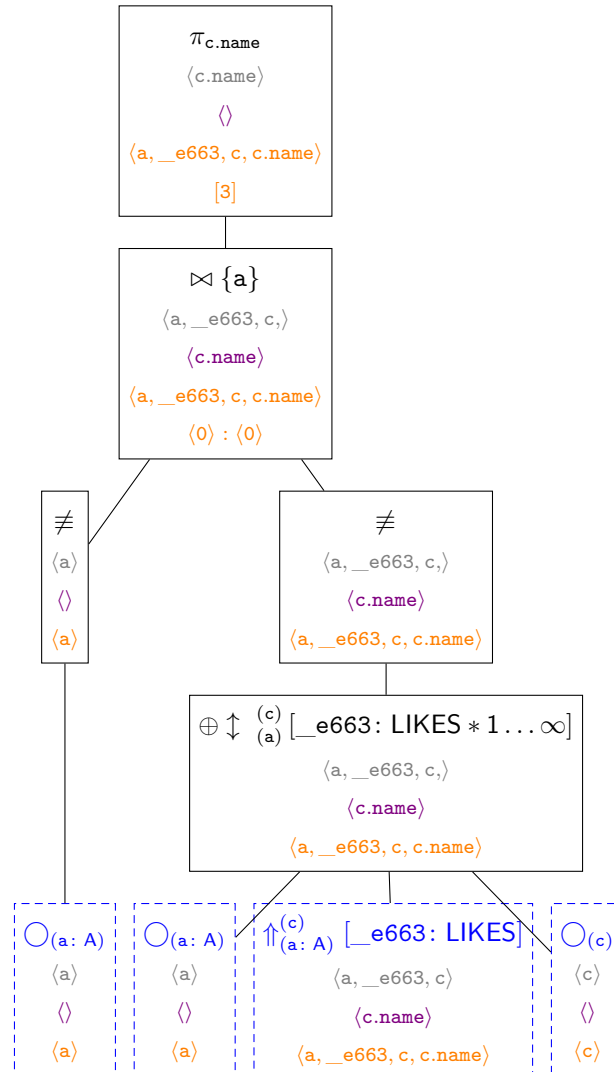 π c.name
⟨c.name⟩
⟨⟩
⟨a, __e663, c, c.name⟩
[3]
⋈ {a}
⟨a, __e663, c,⟩
⟨c.name⟩
⟨a, __e663, c, c.name⟩
⟨0⟩ : ⟨0⟩
≢
⟨a⟩
⟨⟩
⟨a⟩
≢
⟨a, __e663, c,⟩
⟨c.name⟩
⟨a, __e663, c, c.name⟩
⊕ ↕ (c) (a) [__e663: LIKES * 1 … ∞]
⟨a, __e663, c,⟩
⟨c.name⟩
⟨a, __e663, c, c.name⟩
◯(a: A)
⟨a⟩
⟨⟩
⟨a⟩
◯(a: A)
⟨a⟩
⟨⟩
⟨a⟩
⇑ (c) (a: A) [__e663: LIKES]
⟨a, __e663, c⟩
⟨c.name⟩
⟨a, __e663, c, c.name⟩
◯(c)
⟨c⟩
⟨⟩
⟨c⟩